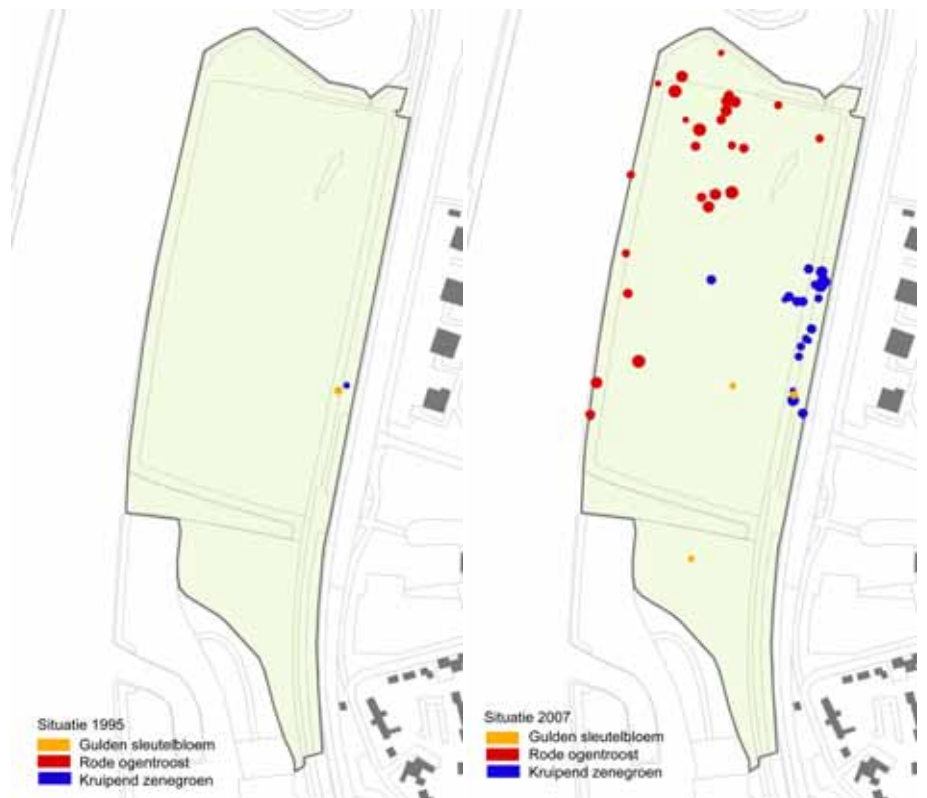 Situatie 1995
Gulden sleutelbloem
Rode ogentroost
Kruipend zenegroen
Situatie 2007
Gulden sleutelbloem
Rode ogentroost
Kruipend zenegroen